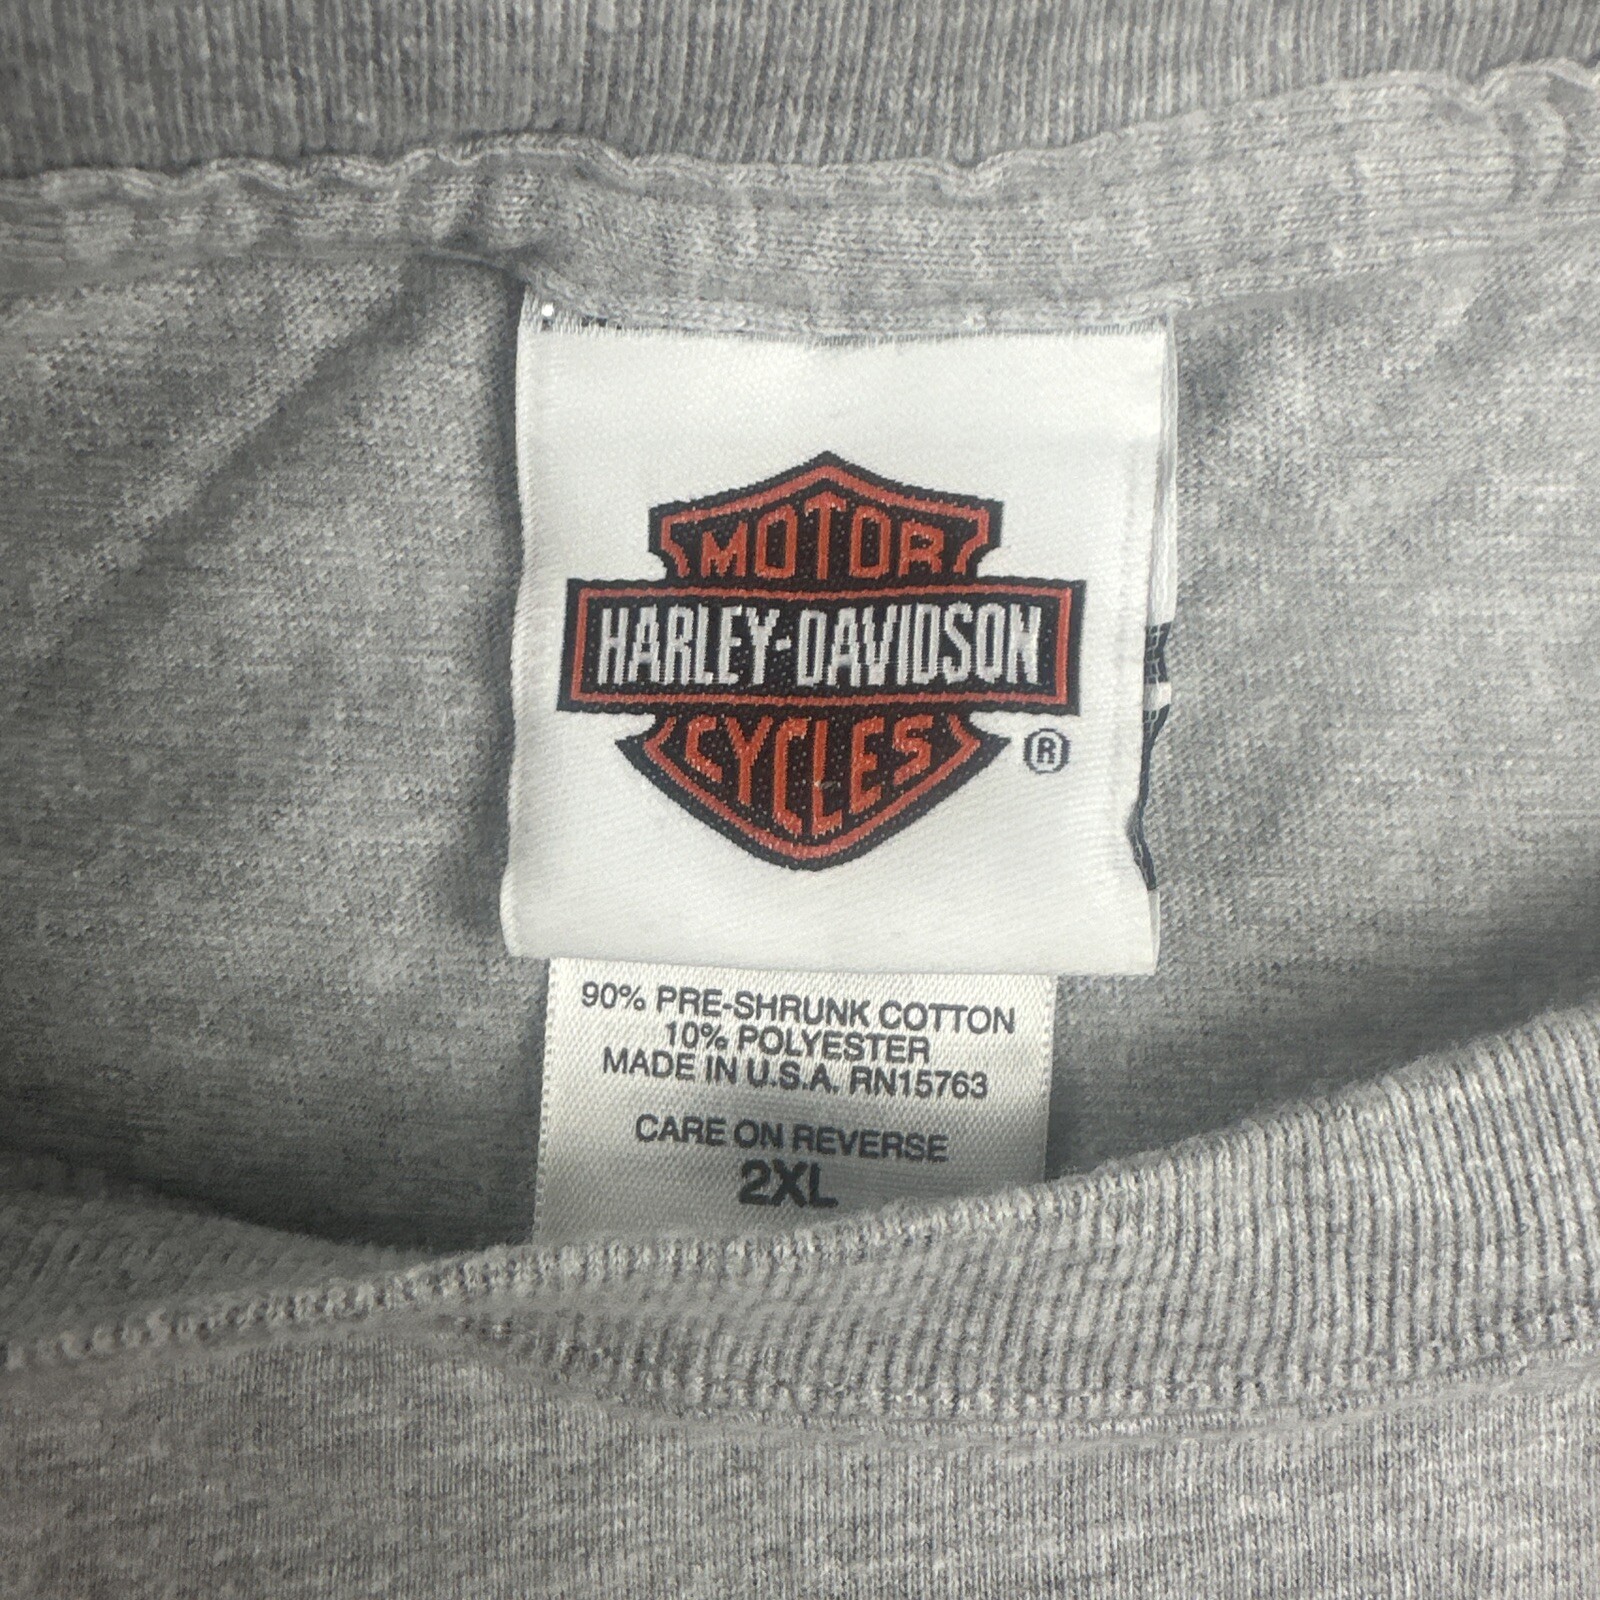 MOTOR
HARLEY-DAVIDSON
CYCLES
®
90% PRE-SHRUNK COTTON
10% POLYESTER
MADE IN U.S.A. RN15763
CARE ON REVERSE
2XL